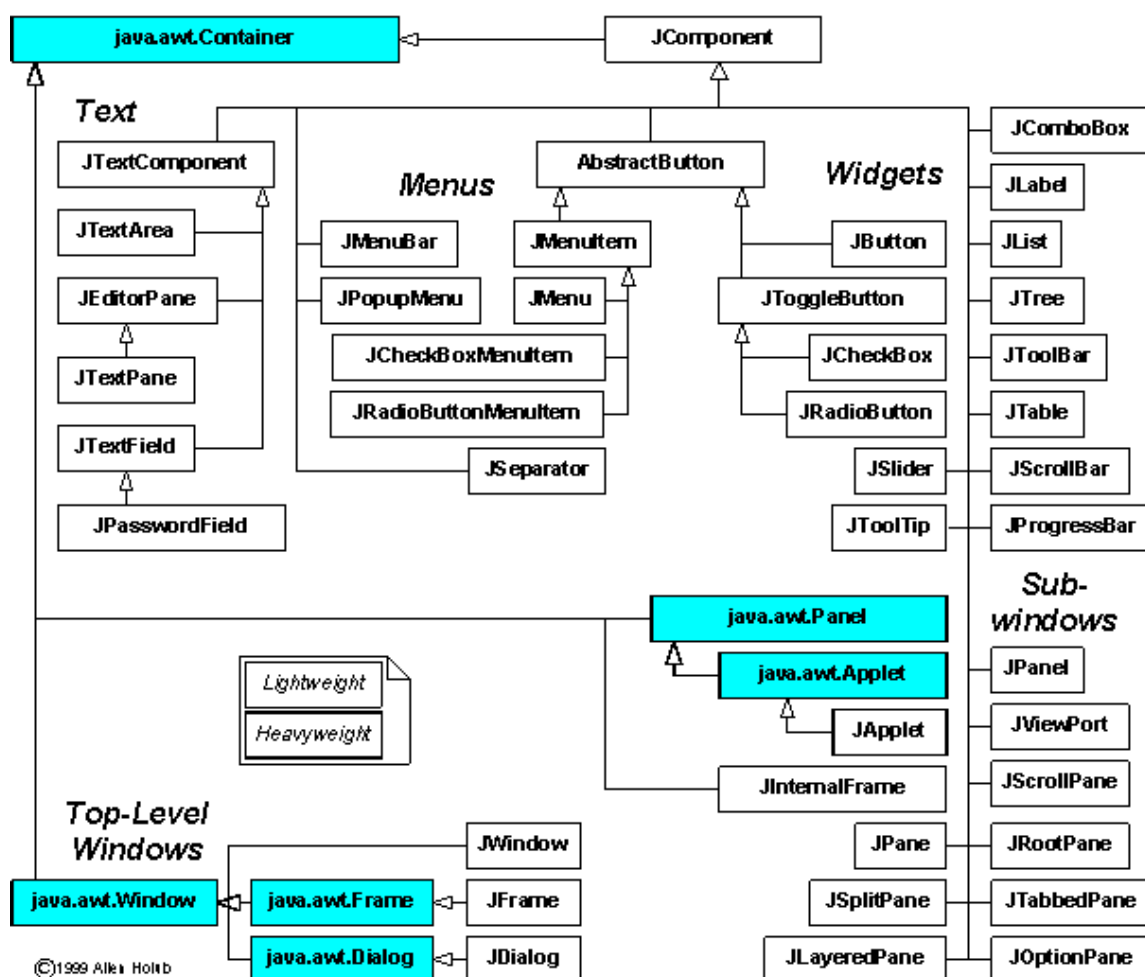 java.awt.Container
JComponent
Text
JComboBox
JTextComponent
AbstractButton
Menus
Widgets
JLabel
JTextArea
JMenuBar
JMenuItem
JButton
JList
JEditorPane
JPopupMenu
JMenu
JToggleButton
JTree
JCheckBoxMenuItem
JCheckBox
JToolBar
JTextPane
JRadioButtonMenuItem
JRadioButton
JTable
JTextField
JSeparator
JSlider
JScrollBar
JPasswordField
JToolTip
JProgressBar
Sub-
windows
java.awt.Panel
JPanel
java.awt.Applet
Lightweight
Heavyweight
JApplet
JViewPort
JInternalFrame
JScrollPane
Top-Level
Windows
JWindow
JPane
JRootPane
java.awt.Window
java.awt.Frame
JFrame
JSplitPane
JTabbedPane
java.awt.Dialog
JDialog
JLayeredPane
JOptionPane
©1999 Allen Holub